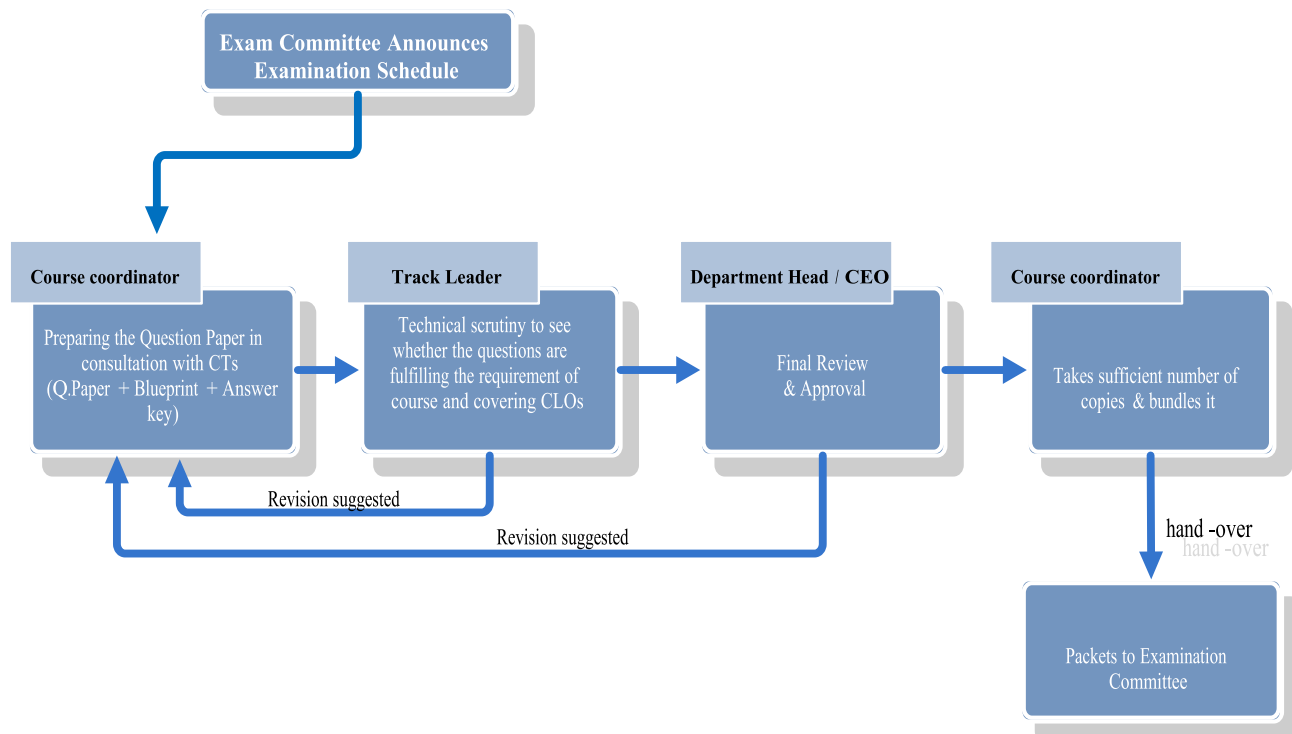 Exam Committee Announces
Examination Schedule
Course coordinator
Preparing the Question Paper in
consultation with CTs
(Q.Paper + Blueprint + Answer
key)
Track Leader
Technical scrutiny to see
whether the questions are
fulfilling the requirement of
course and covering CLOs
Department Head / CEO
Final Review
& Approval
Course coordinator
Takes sufficient number of
copies & bundles it
Revision suggested
Revision suggested
hand -over
hand -over
Packets to Examination
Committee